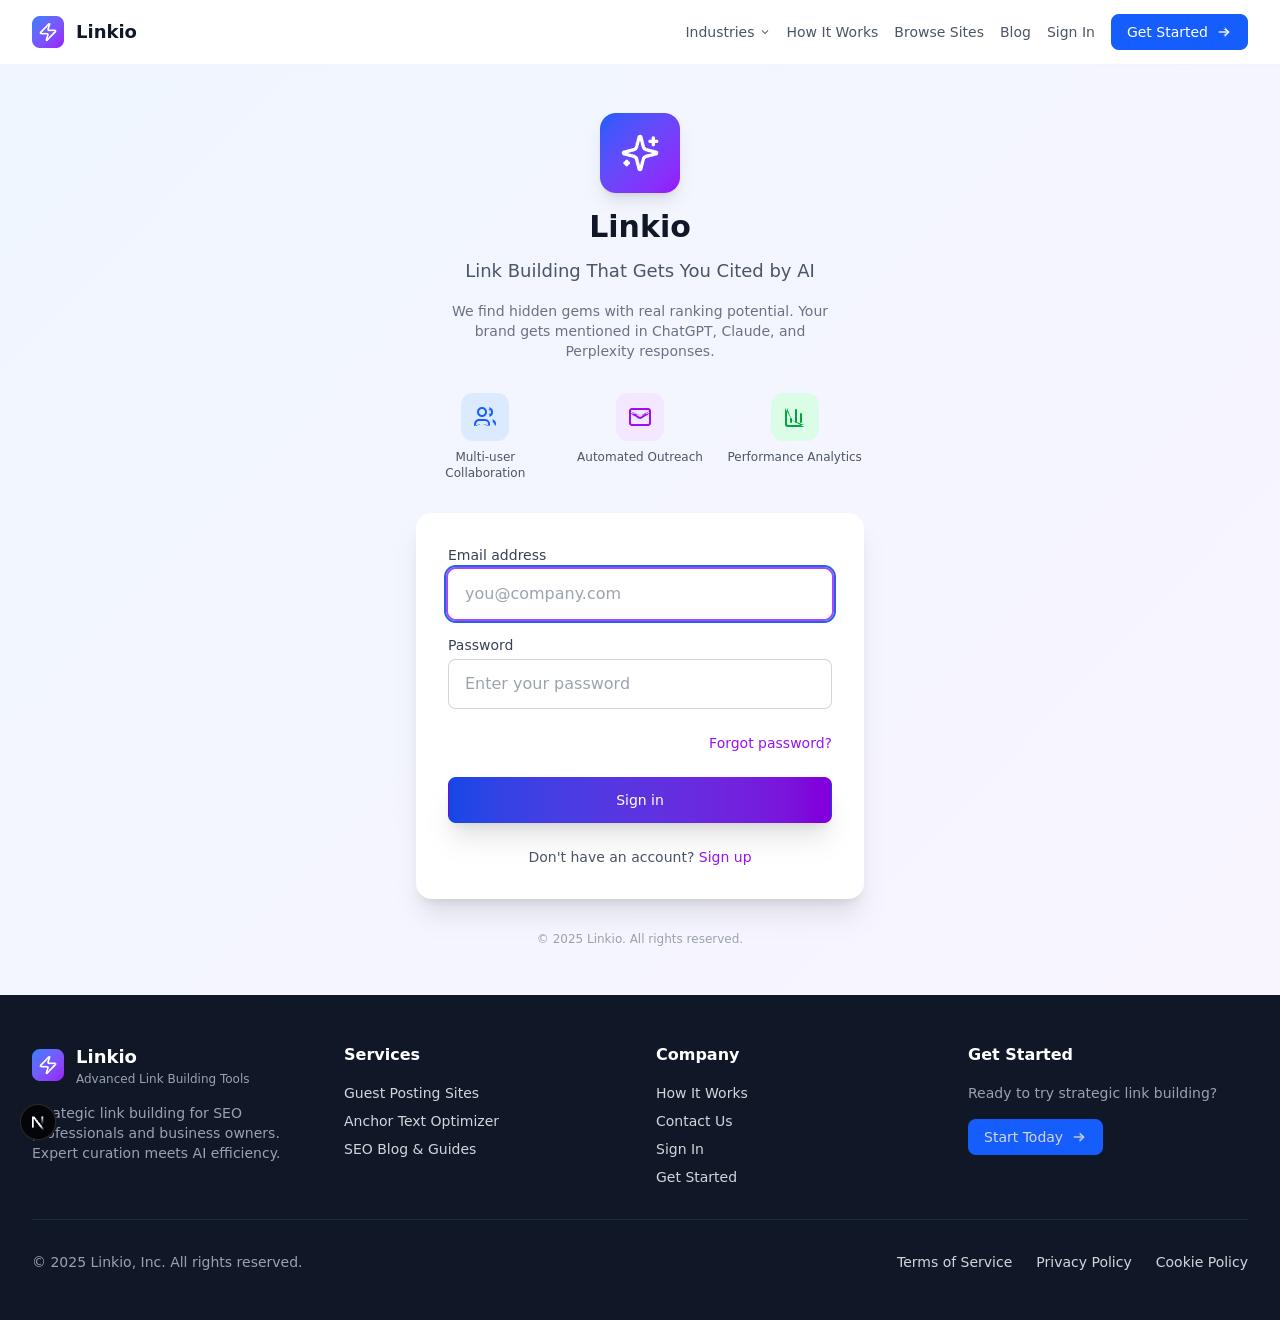 Linkio
Industries
How It Works
Browse Sites
Blog
Sign In
Get Started
Linkio
Link Building That Gets You Cited by AI
We find hidden gems with real ranking potential. Your
brand gets mentioned in ChatGPT, Claude, and
Perplexity responses.
Multi-user
Collaboration
Automated Outreach
Performance Analytics
Email address
you@company.com
Password
Enter your password
Forgot password?
Sign in
Don't have an account? Sign up
© 2025 Linkio. All rights reserved.
Linkio
Advanced Link Building Tools
ategic link building for SEO
ofessionals and business owners.
Expert curation meets AI efficiency.
N
Services
Guest Posting Sites
Anchor Text Optimizer
SEO Blog & Guides
Company
How It Works
Contact Us
Sign In
Get Started
Get Started
Ready to try strategic link building?
Start Today
© 2025 Linkio, Inc. All rights reserved.
Terms of Service
Privacy Policy
Cookie Policy